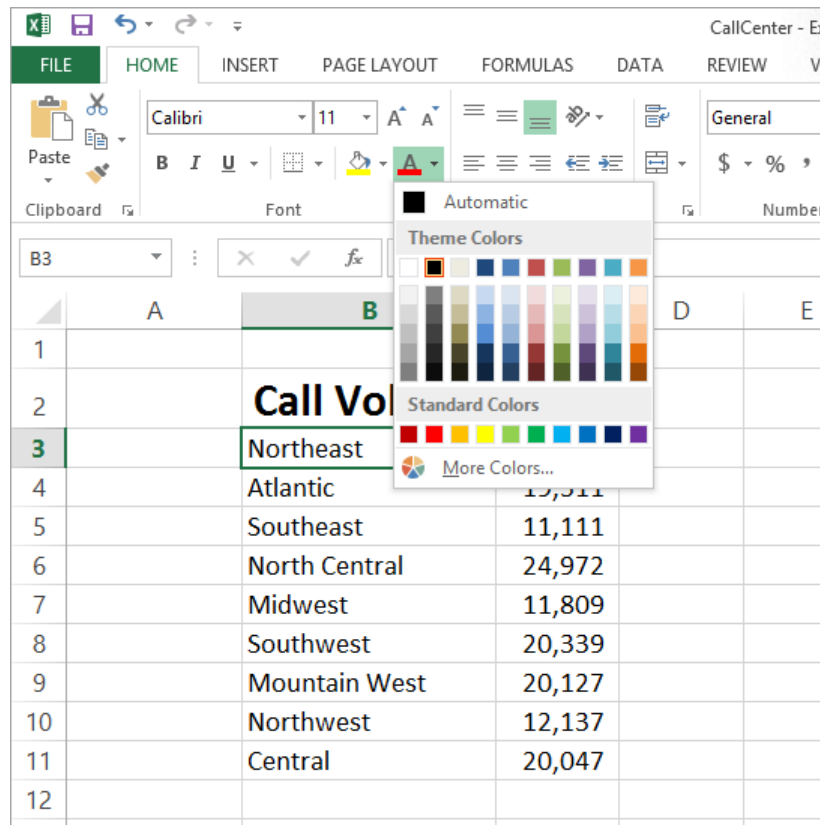 CallCenter - E
FILE HOME INSERT PAGE LAYOUT FORMULAS DATA REVIEW V
Calibri 11 A A General
Paste B I U A $ % ,
Clipboard Font Numbe
Automatic
Theme Colors
B3 fx
A B D E
1
2 Call Vol
Standard Colors
3 Northeast
More Colors...
4 Atlantic 19,511
5 Southeast 11,111
6 North Central 24,972
7 Midwest 11,809
8 Southwest 20,339
9 Mountain West 20,127
10 Northwest 12,137
11 Central 20,047
12